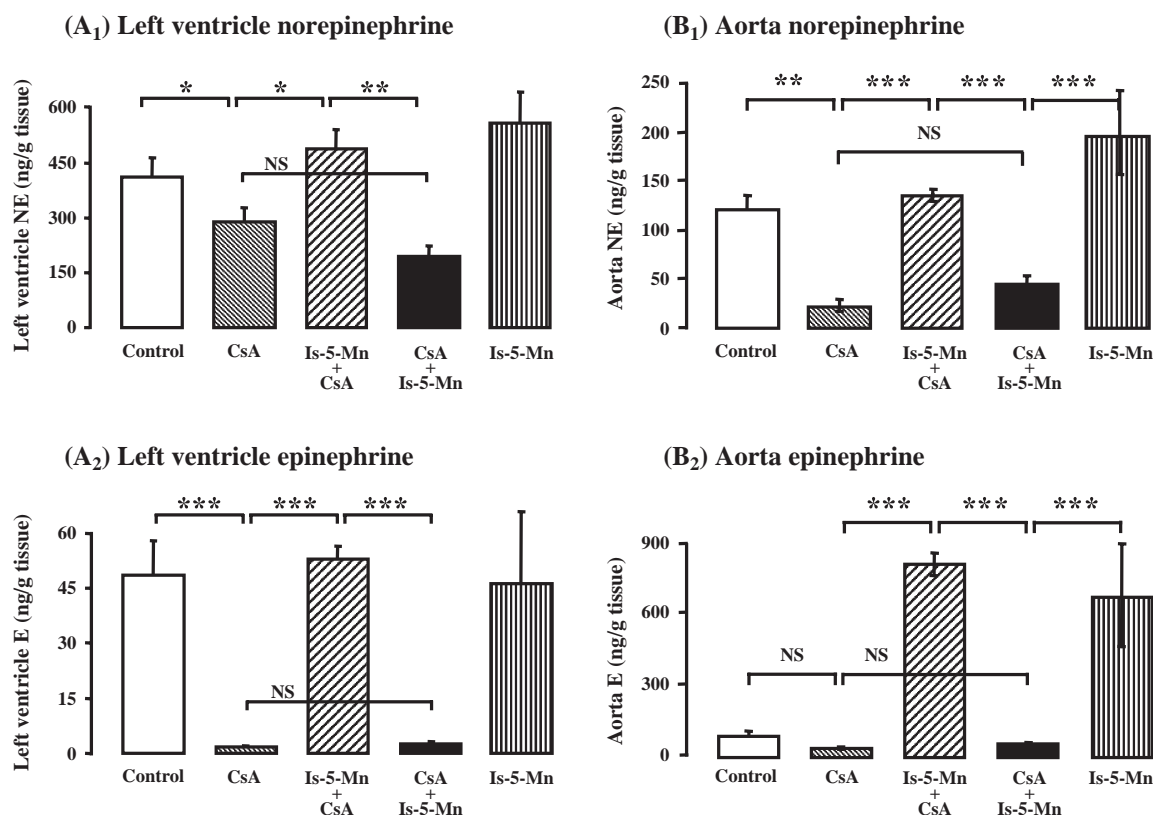 (A1) Left ventricle norepinephrine
Left ventricle NE (ng/g tissue)
600
450
300
150
0
* * **
NS
Control CsA Is-5-Mn + CsA CsA + Is-5-Mn Is-5-Mn
(B1) Aorta norepinephrine
Aorta NE (ng/g tissue)
250
200
150
100
50
0
** *** *** ***
NS
Control CsA Is-5-Mn + CsA CsA + Is-5-Mn Is-5-Mn
(A2) Left ventricle epinephrine
Left ventricle E (ng/g tissue)
60
45
30
15
0
*** *** ***
NS
Control CsA Is-5-Mn + CsA CsA + Is-5-Mn Is-5-Mn
(B2) Aorta epinephrine
Aorta E (ng/g tissue)
900
600
300
0
*** *** ***
NS NS
Control CsA Is-5-Mn + CsA CsA + Is-5-Mn Is-5-Mn